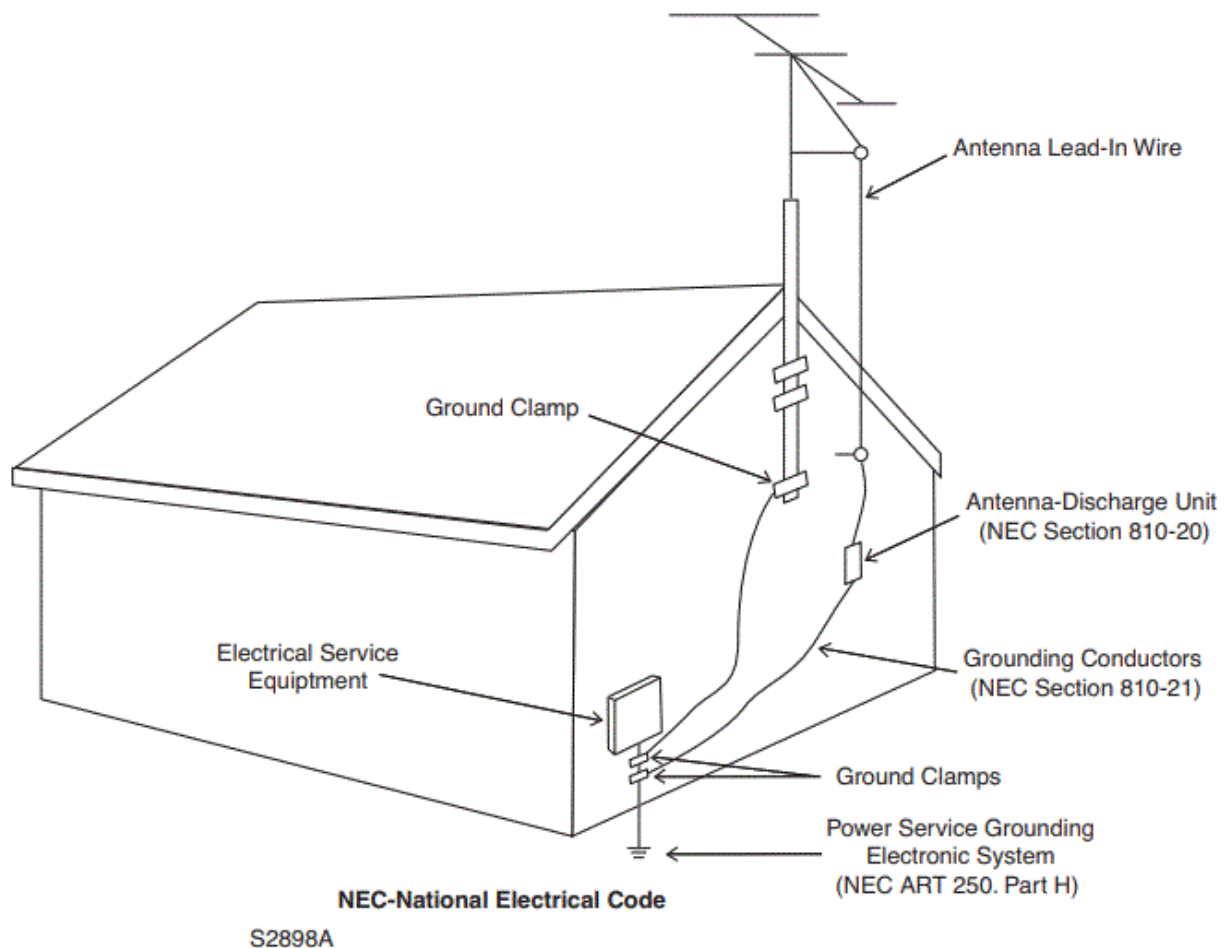 Antenna Lead-In Wire
Ground Clamp
Antenna-Discharge Unit
(NEC Section 810-20)
Electrical Service
Equiptment
Grounding Conductors
(NEC Section 810-21)
Ground Clamps
Power Service Grounding
Electronic System
(NEC ART 250. Part H)
NEC-National Electrical Code
S2898A